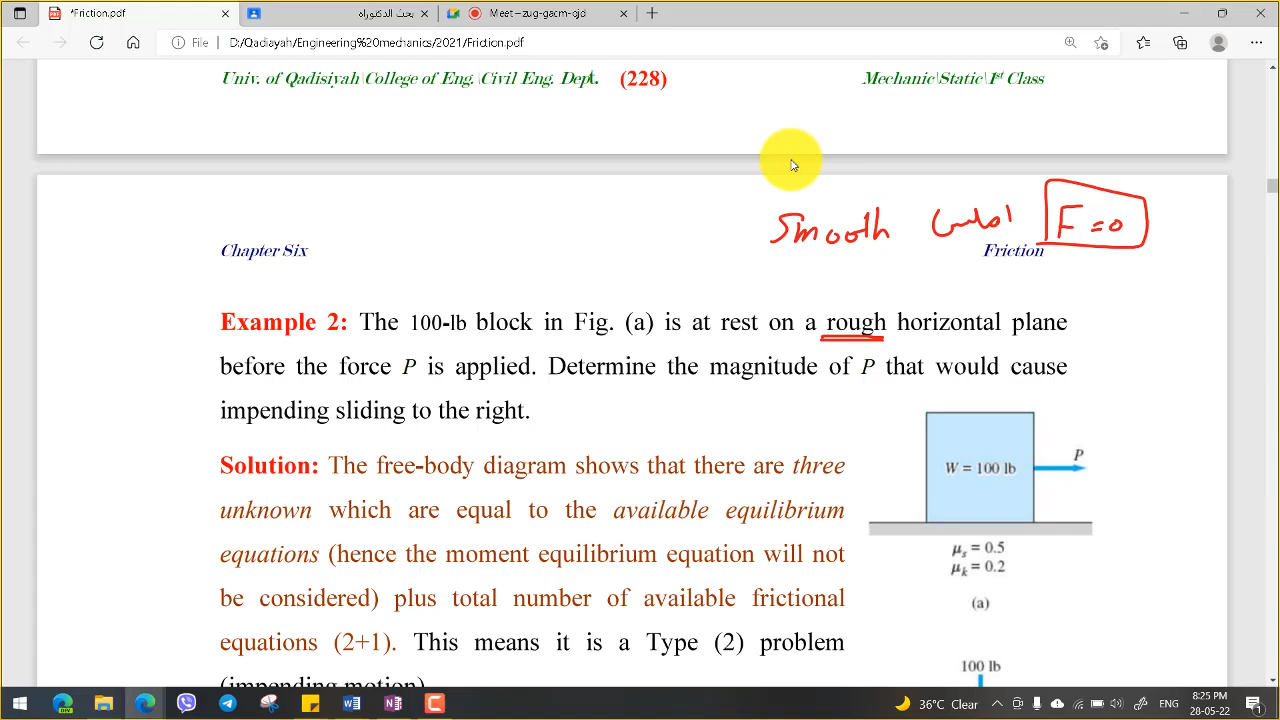 *Friction.pdf
بحث الدكتوراه
Meet-zug-gacm-qjd
File
D:/Qadiayah/Engineering%20mechanics/2021/Friction.pdf
Univ. of Qadisiyah\College of Eng.\Civil Eng. Dept. (228) Mechanic\Static\1st Class
Smooth F = 0
Chapter Six Friction
Example 2: The 100-lb block in Fig. (a) is at rest on a rough horizontal plane
before the force P is applied. Determine the magnitude of P that would cause
impending sliding to the right.
Solution: The free-body diagram shows that there are three
unknown which are equal to the available equilibrium
equations (hence the moment equilibrium equation will not
be considered) plus total number of available frictional
equations (2+1). This means it is a Type (2) problem
(impending motion)
W = 100 lb
P
μs = 0.5
μk = 0.2
(a)
100 lb
36°C Clear
ENG
8:25 PM
28-05-22
1